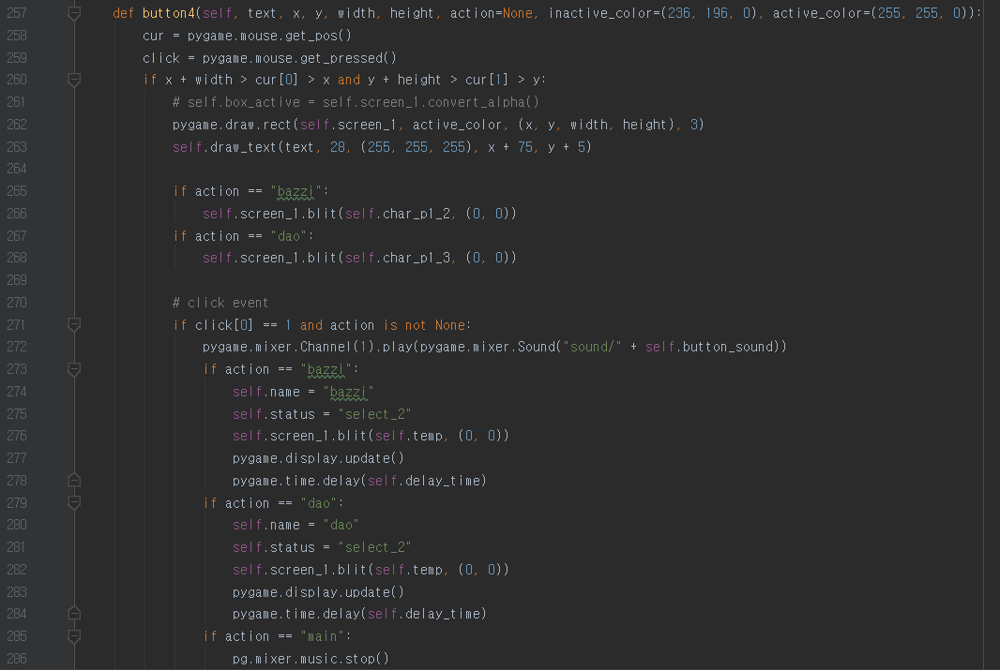 257 def button4(self, text, x, y, width, height, action=None, inactive_color=(236, 196, 0), active_color=(255, 255, 0)):
258 cur = pygame.mouse.get_pos()
259 click = pygame.mouse.get_pressed()
260 if x + width > cur[0] > x and y + height > cur[1] > y:
261 # self.box_active = self.screen_1.convert_alpha()
262 pygame.draw.rect(self.screen_1, active_color, (x, y, width, height), 3)
263 self.draw_text(text, 28, (255, 255, 255), x + 75, y + 5)
264
265 if action == "bazzi":
266 self.screen_1.blit(self.char_p1_2, (0, 0))
267 if action == "dao":
268 self.screen_1.blit(self.char_p1_3, (0, 0))
269
270 # click event
271 if click[0] == 1 and action is not None:
272 pygame.mixer.Channel(1).play(pygame.mixer.Sound("sound/" + self.button_sound))
273 if action == "bazzi":
274 self.name = "bazzi"
275 self.status = "select_2"
276 self.screen_1.blit(self.temp, (0, 0))
277 pygame.display.update()
278 pygame.time.delay(self.delay_time)
279 if action == "dao":
280 self.name = "dao"
281 self.status = "select_2"
282 self.screen_1.blit(self.temp, (0, 0))
283 pygame.display.update()
284 pygame.time.delay(self.delay_time)
285 if action == "main":
286 pg.mixer.music.stop()